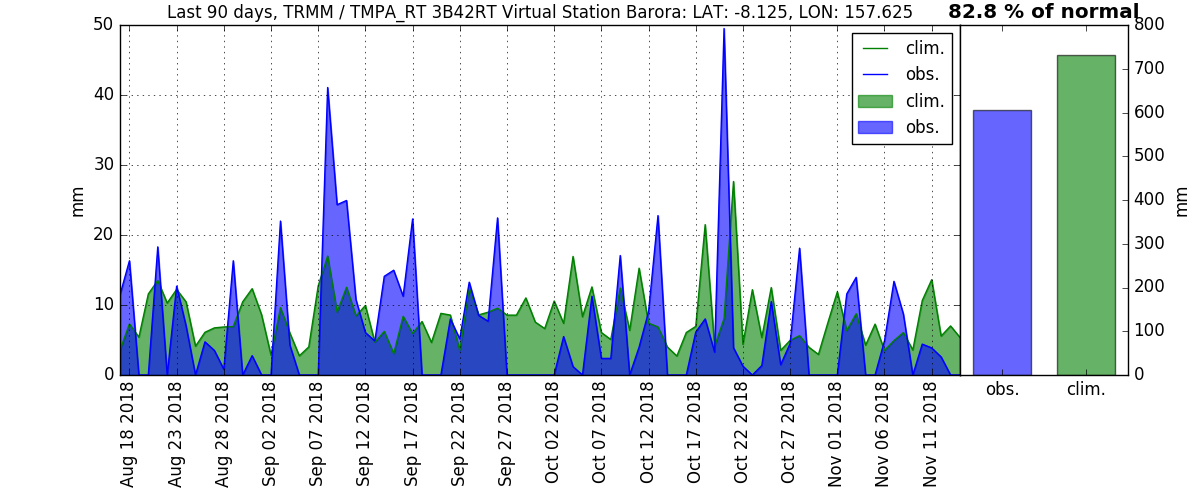 Last 90 days, TRMM / TMPA_RT 3B42RT Virtual Station Barora: LAT: -8.125, LON: 157.625
82.8 % of normal
50
40
30
20
10
0
mm
clim.
obs.
clim.
obs.
Aug 18 2018
Aug 23 2018
Aug 28 2018
Sep 02 2018
Sep 07 2018
Sep 12 2018
Sep 17 2018
Sep 22 2018
Sep 27 2018
Oct 02 2018
Oct 07 2018
Oct 12 2018
Oct 17 2018
Oct 22 2018
Oct 27 2018
Nov 01 2018
Nov 06 2018
Nov 11 2018
800
700
600
500
400
300
200
100
0
mm
obs.
clim.